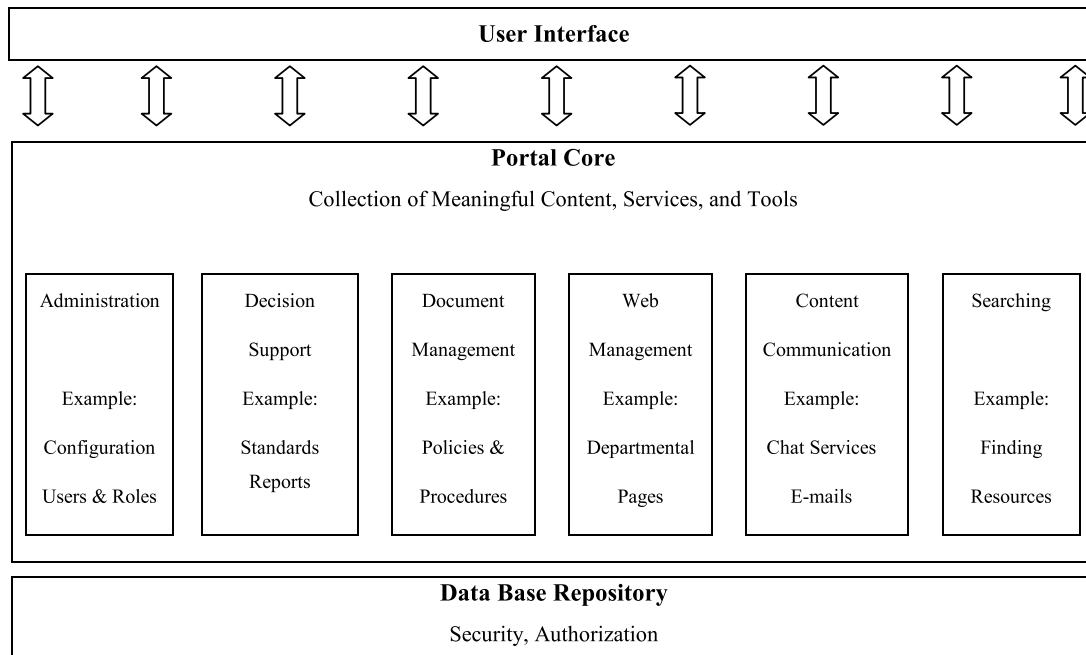 User Interface
Portal Core
Collection of Meaningful Content, Services, and Tools
Administration
Example:
Configuration
Users & Roles
Decision
Support
Example:
Standards
Reports
Document
Management
Example:
Policies &
Procedures
Web
Management
Example:
Departmental
Pages
Content
Communication
Example:
Chat Services
E-mails
Searching
Example:
Finding
Resources
Data Base Repository
Security, Authorization